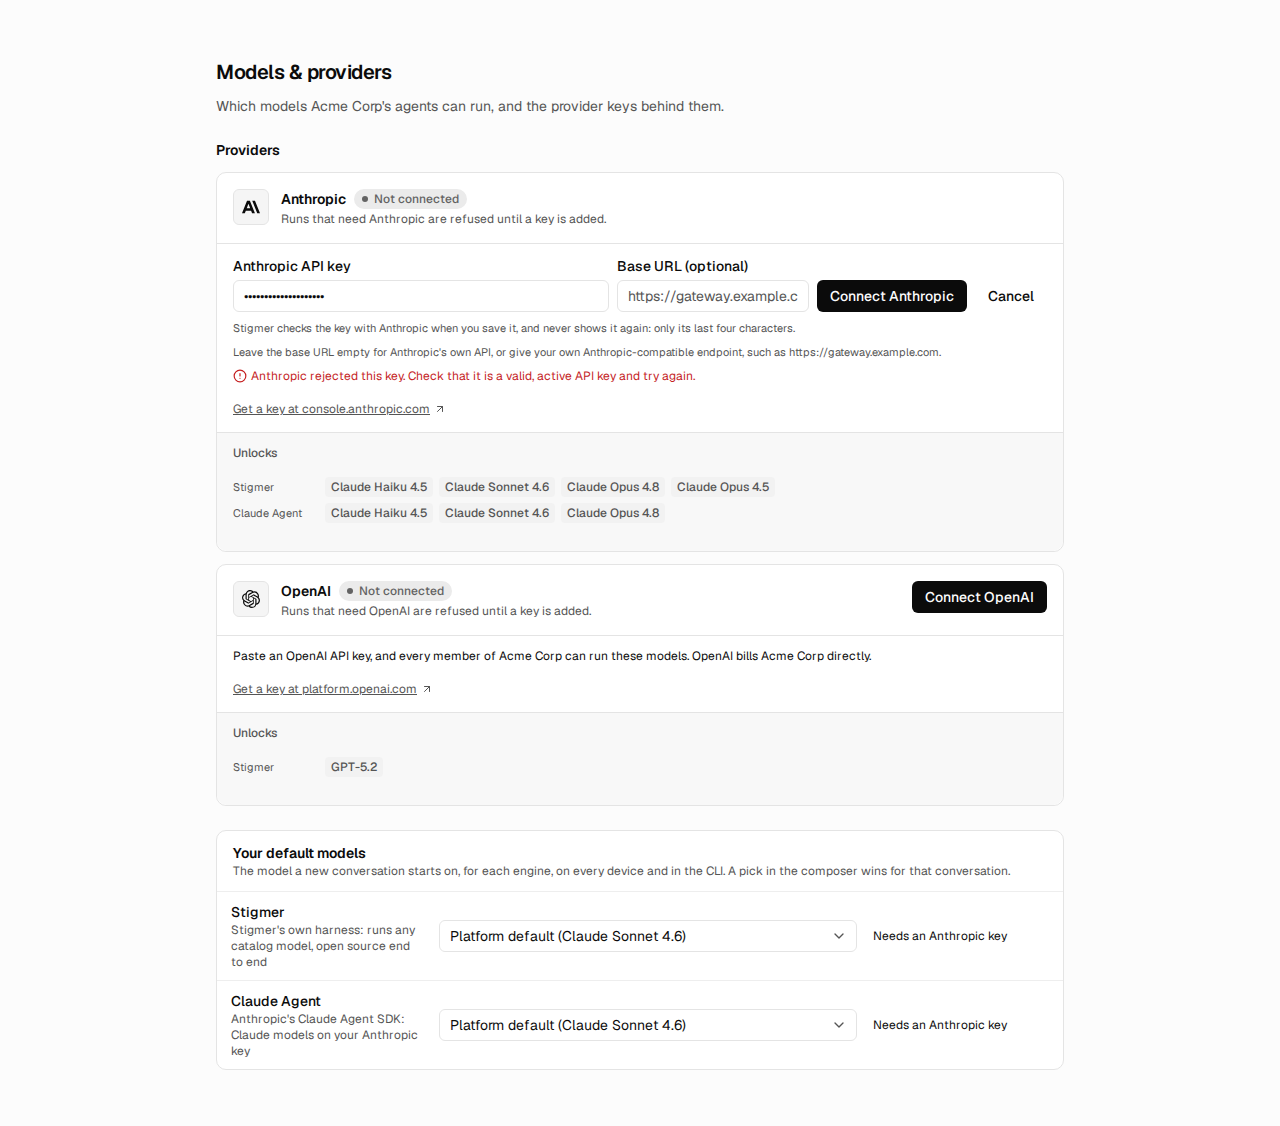 Models & providers
Which models Acme Corp's agents can run, and the provider keys behind them.
Providers
Anthropic
Not connected
Runs that need Anthropic are refused until a key is added.
Anthropic API key
Base URL (optional)
••••••••••••••••••••
https://gateway.example.c
Connect Anthropic
Cancel
Stigmer checks the key with Anthropic when you save it, and never shows it again: only its last four characters.
Leave the base URL empty for Anthropic's own API, or give your own Anthropic-compatible endpoint, such as https://gateway.example.com.
Anthropic rejected this key. Check that it is a valid, active API key and try again.
Get a key at console.anthropic.com
Unlocks
Stigmer Claude Haiku 4.5 Claude Sonnet 4.6 Claude Opus 4.8 Claude Opus 4.5
Claude Agent Claude Haiku 4.5 Claude Sonnet 4.6 Claude Opus 4.8
OpenAI
Not connected
Runs that need OpenAI are refused until a key is added.
Connect OpenAI
Paste an OpenAI API key, and every member of Acme Corp can run these models. OpenAI bills Acme Corp directly.
Get a key at platform.openai.com
Unlocks
Stigmer GPT-5.2
Your default models
The model a new conversation starts on, for each engine, on every device and in the CLI. A pick in the composer wins for that conversation.
Stigmer
Stigmer's own harness: runs any
catalog model, open source end
to end
Platform default (Claude Sonnet 4.6)
Needs an Anthropic key
Claude Agent
Anthropic's Claude Agent SDK:
Claude models on your Anthropic
key
Platform default (Claude Sonnet 4.6)
Needs an Anthropic key